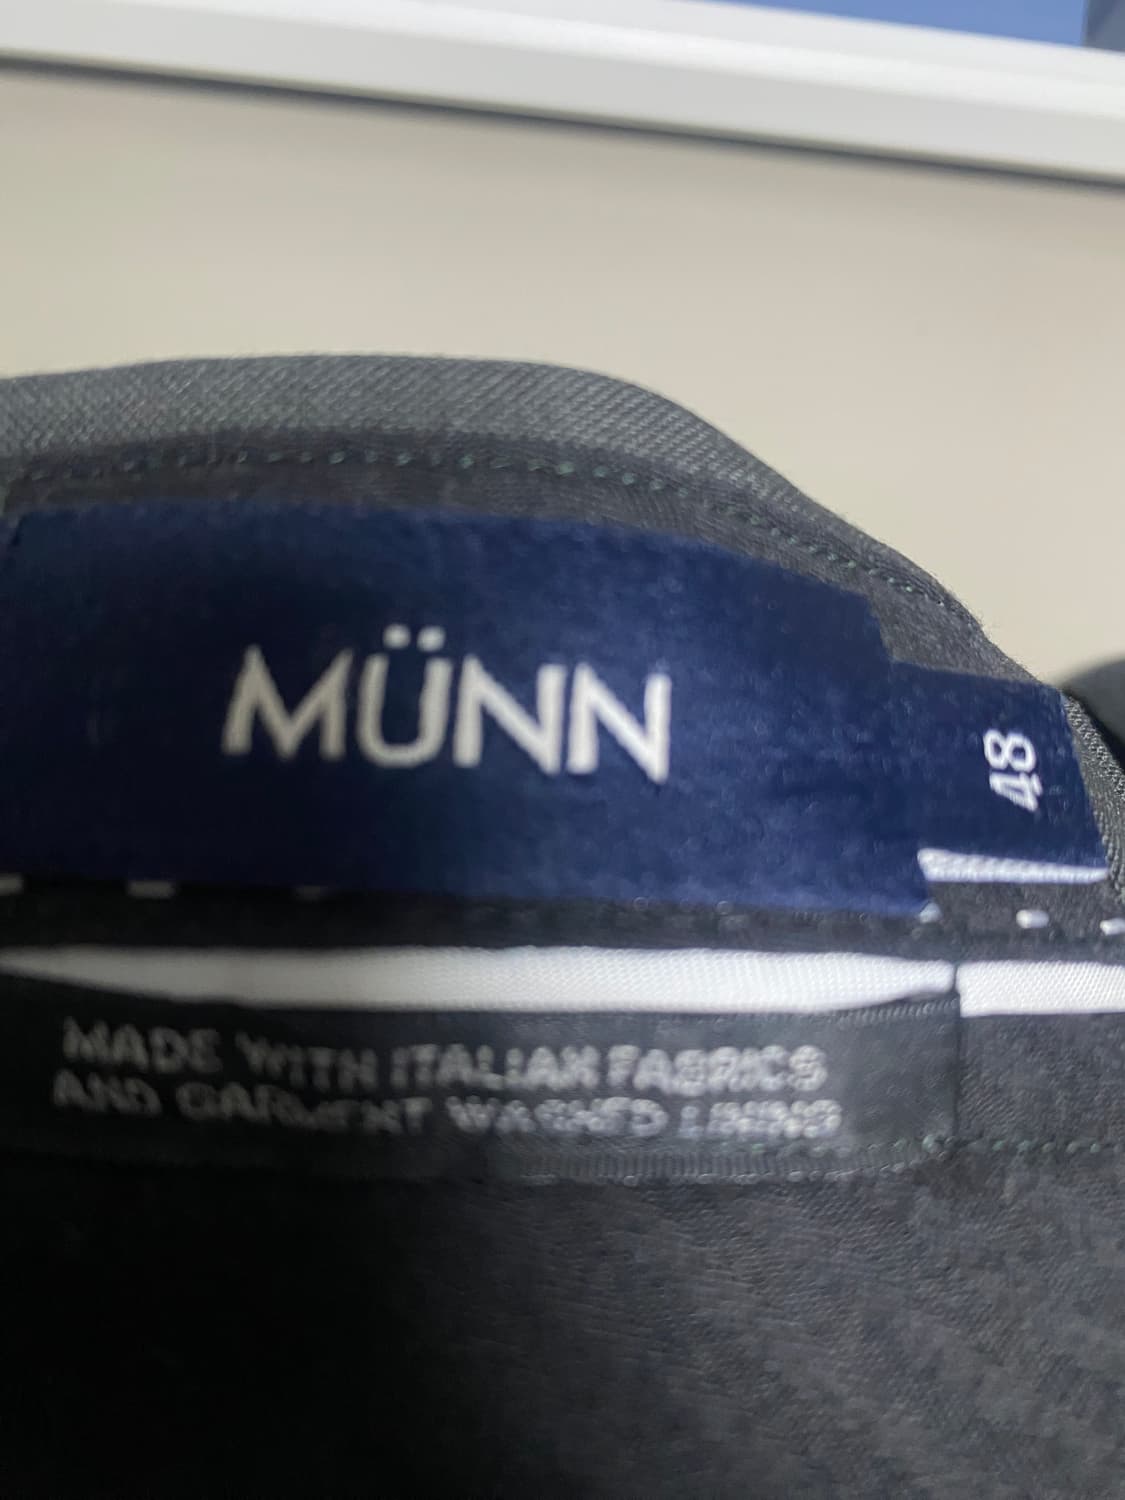 MÜNN
48
MADE WITH ITALIAN FABRICS
AND GARMENT WASHED LINING